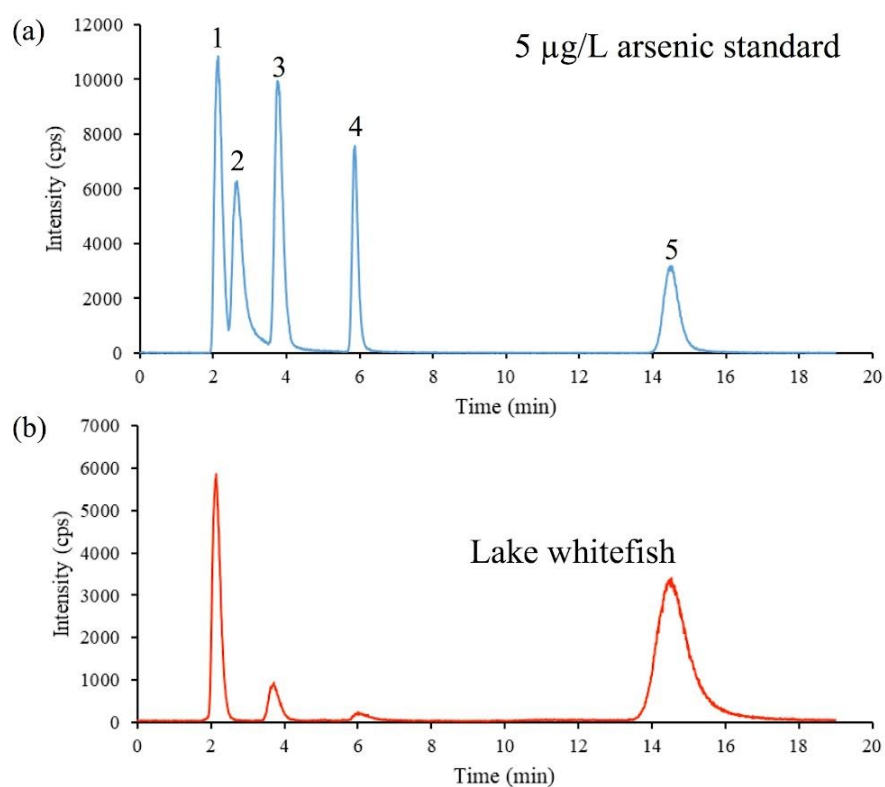 (a)
5 µg/L arsenic standard
1
2
3
4
5
Intensity (cps)
12000
10000
8000
6000
4000
2000
0
0 2 4 6 8 10 12 14 16 18 20
Time (min)
(b)
Lake whitefish
Intensity (cps)
7000
6000
5000
4000
3000
2000
1000
0
0 2 4 6 8 10 12 14 16 18 20
Time (min)